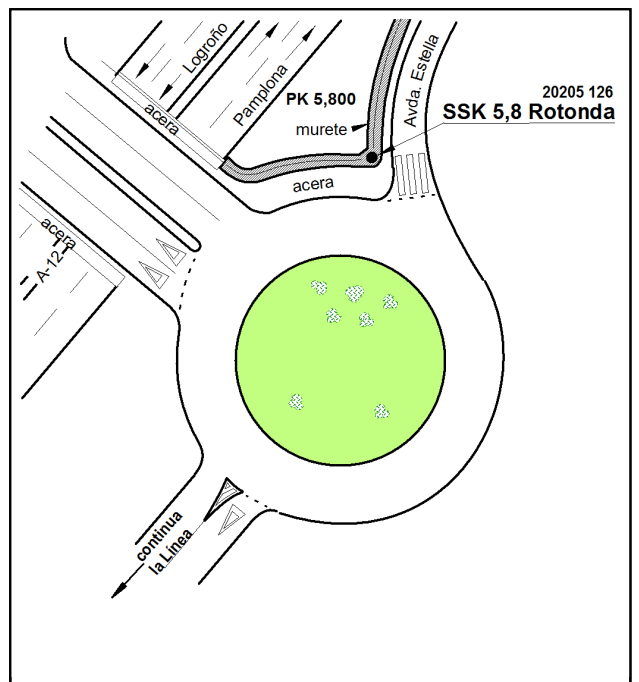 Logroño
Pamplona
acera
PK 5,800
murete
Avda. Estella
20205 126
SSK 5,8 Rotonda
acera
acera
A-12
continua
la Línea